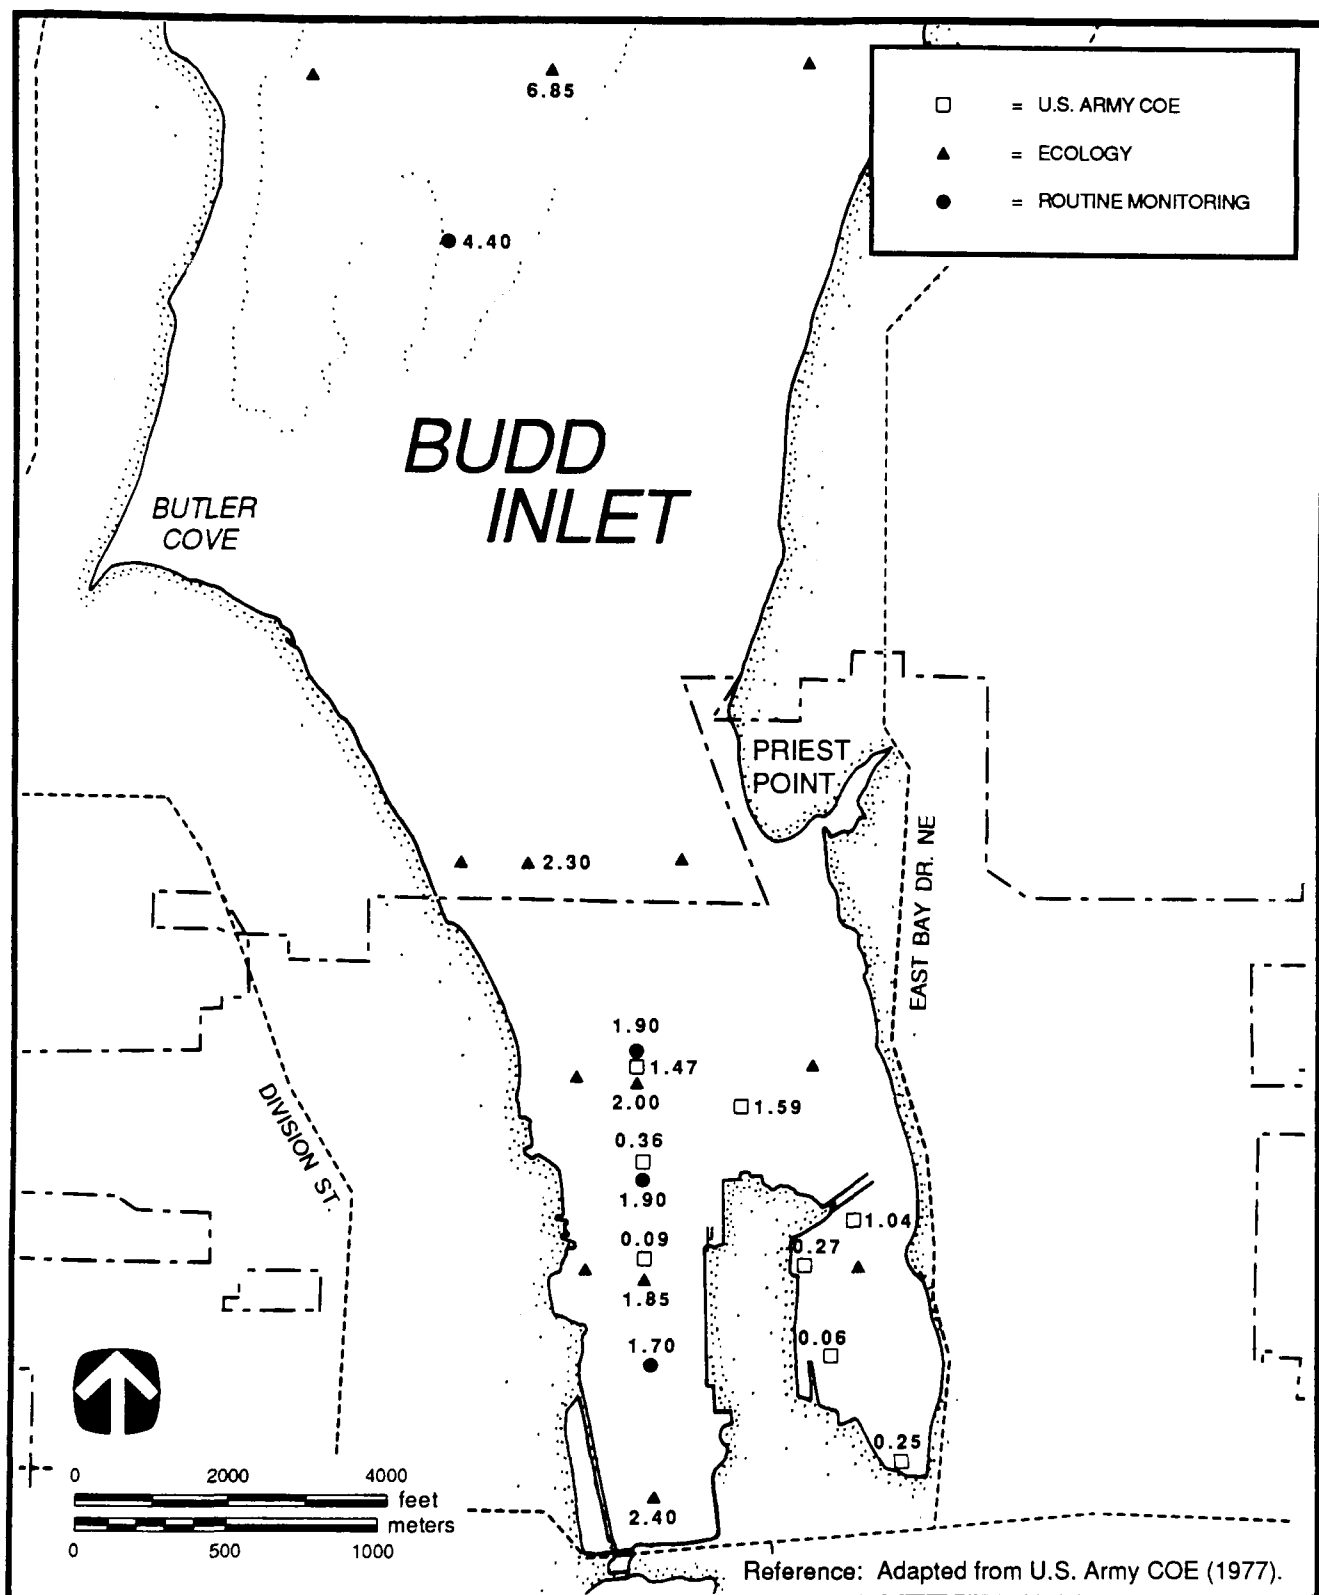 6.85
= U.S. ARMY COE
= ECOLOGY
= ROUTINE MONITORING
4.40
BUDD
INLET
BUTLER
COVE
PRIEST
POINT
2.30
EAST BAY DR. NE
1.90
1.47
2.00
1.59
DIVISION ST.
0.36
1.90
1.04
0.09
0.27
1.85
1.70
0.06
0.25
0 2000 4000
feet
meters
0 500 1000
2.40
Reference: Adapted from U.S. Army COE (1977).